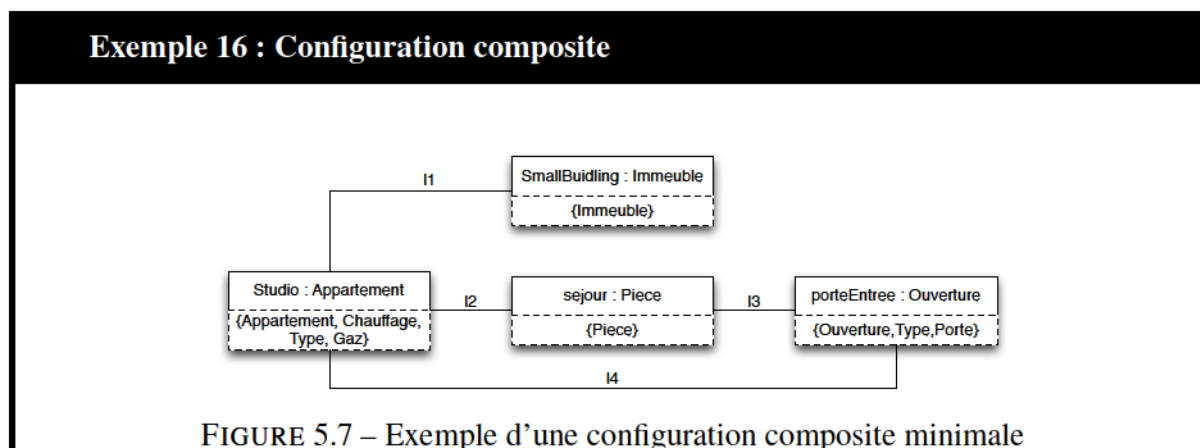 Exemple 16 : Configuration composite
l1
SmallBuidling : Immeuble
{Immeuble}
Studio : Appartement
{Appartement, Chauffage,
Type, Gaz}
l2
sejour : Piece
{Piece}
l3
porteEntree : Ouverture
{Ouverture,Type,Porte}
l4
FIGURE 5.7 – Exemple d'une configuration composite minimale